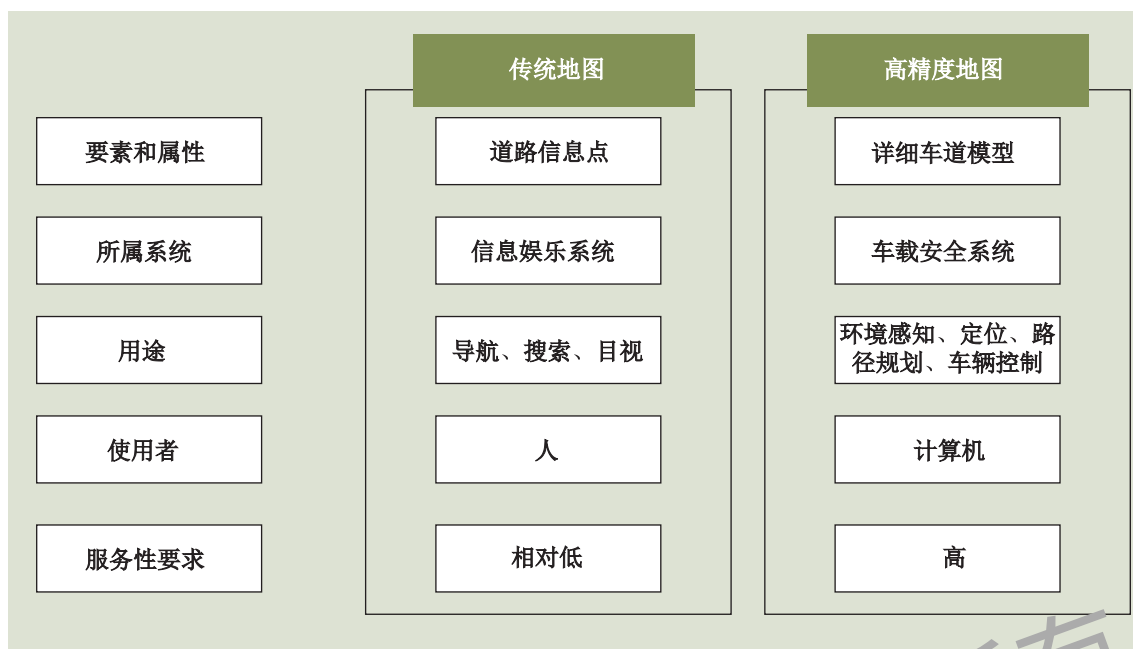 传统地图
高精度地图
要素和属性
道路信息点
详细车道模型
所属系统
信息娱乐系统
车载安全系统
用途
导航、搜索、目视
环境感知、定位、路
径规划、车辆控制
使用者
人
计算机
服务性要求
相对低
高
有